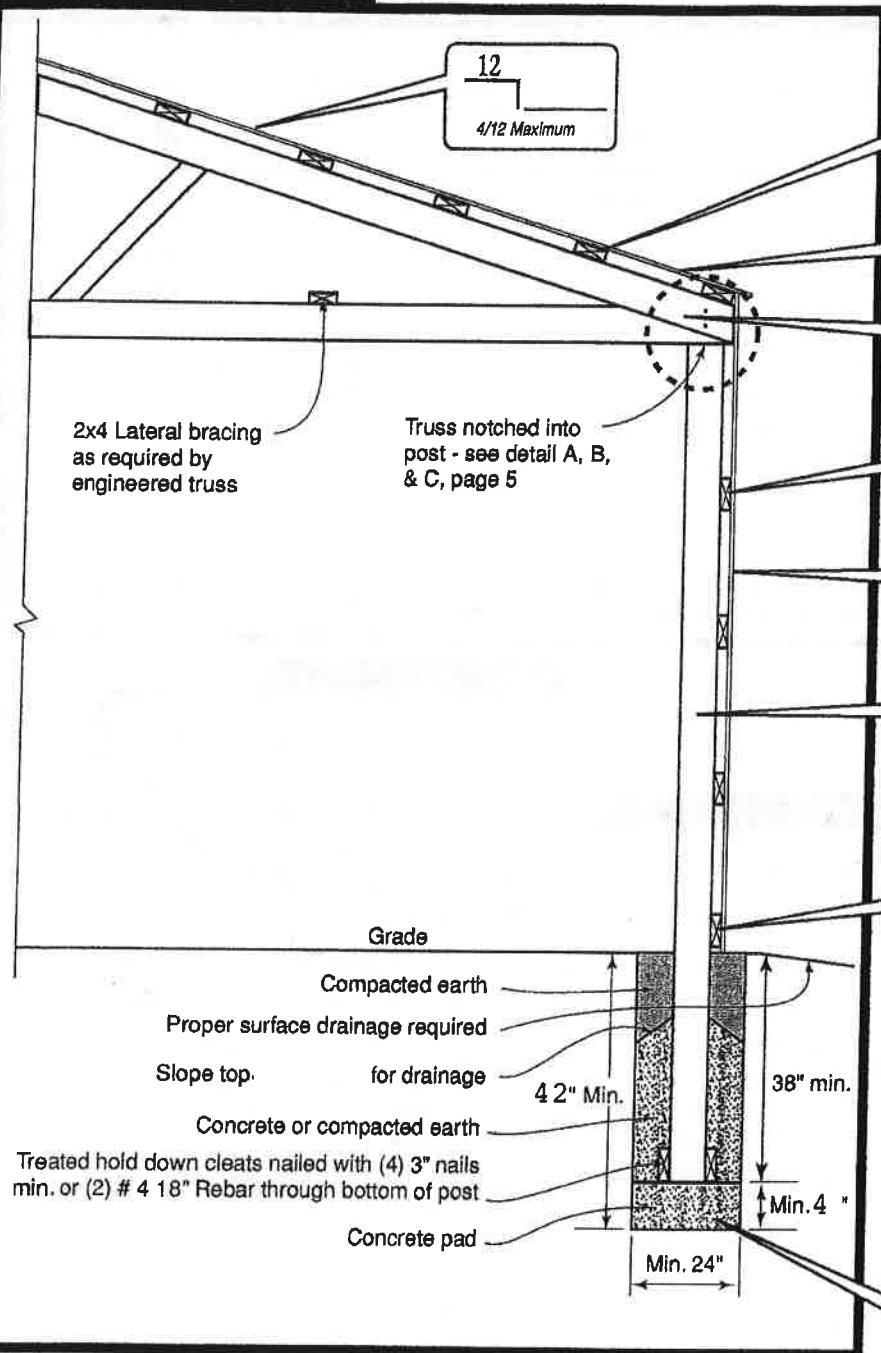 12
4/12 Maximum
2x4 Lateral bracing
as required by
engineered truss
Truss notched into
post - see detail A, B,
& C, page 5
Grade
Compacted earth
Proper surface drainage required
Slope top. for drainage
42" Min.
38" min.
Concrete or compacted earth
Treated hold down cleats nailed with (4) 3" nails
min. or (2) # 4 18" Rebar through bottom of post
Min. 4 "
Concrete pad
Min. 24"